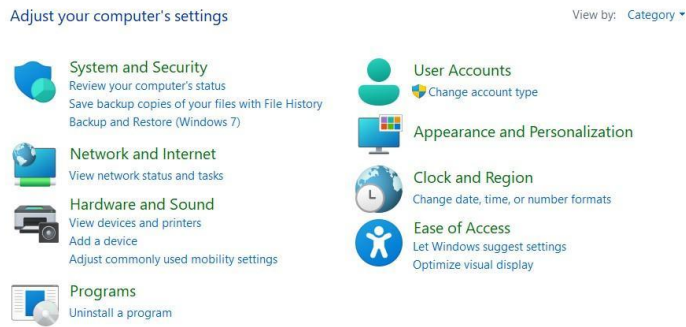 Adjust your computer's settings
View by: Category
System and Security
Review your computer's status
Save backup copies of your files with File History
Backup and Restore (Windows 7)
Network and Internet
View network status and tasks
Hardware and Sound
View devices and printers
Add a device
Adjust commonly used mobility settings
Programs
Uninstall a program
User Accounts
Change account type
Appearance and Personalization
Clock and Region
Change date, time, or number formats
Ease of Access
Let Windows suggest settings
Optimize visual display